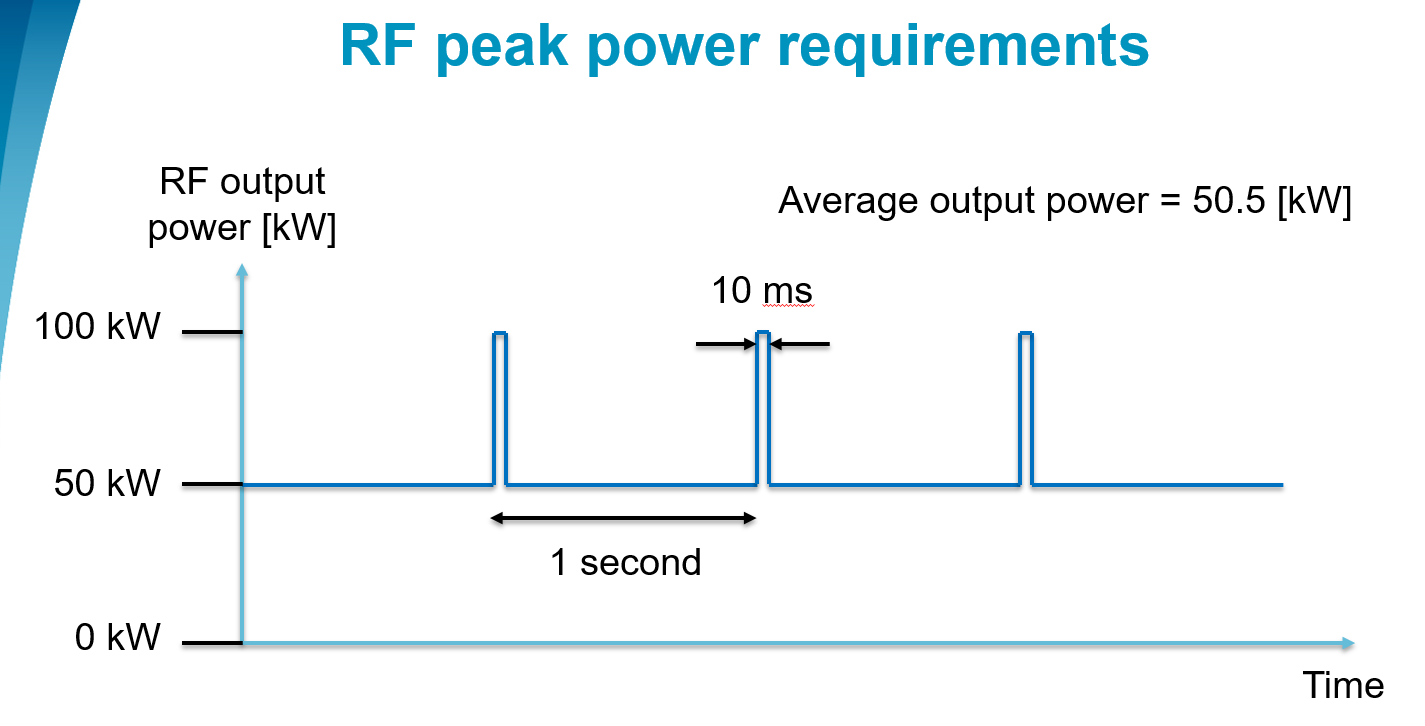 RF peak power requirements
RF output
power [kW]
Average output power = 50.5 [kW]
10 ms
100 kW
50 kW
1 second
0 kW
Time